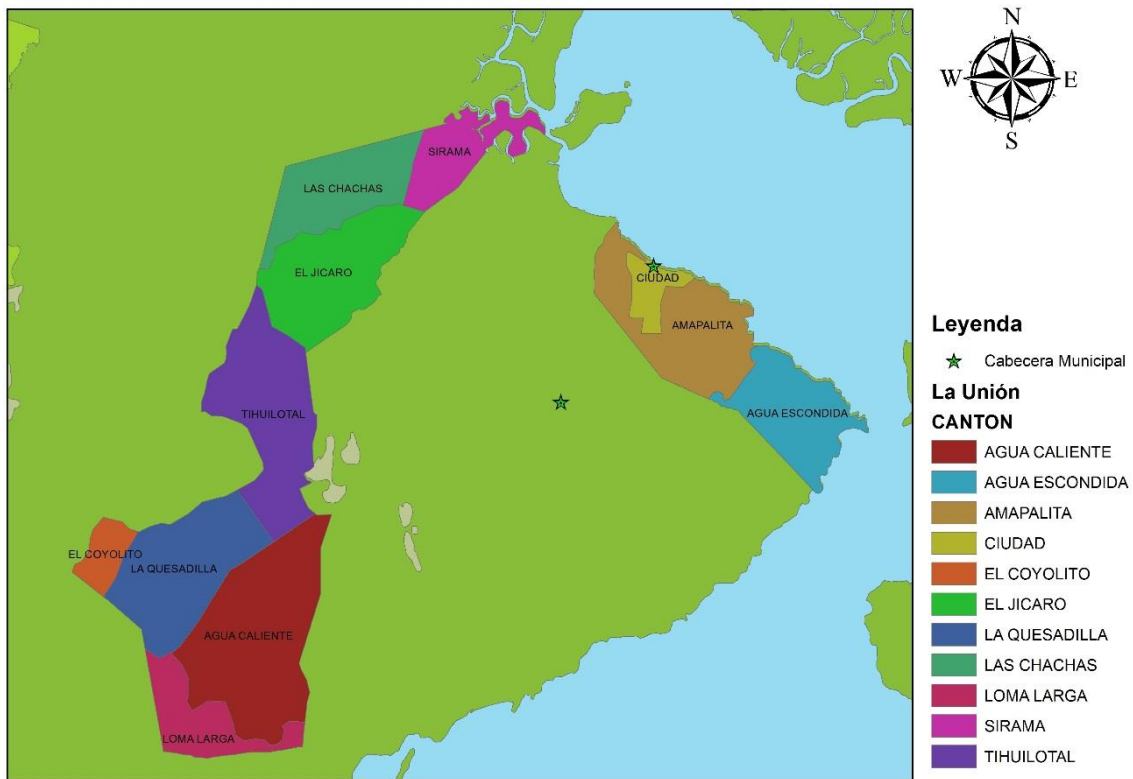 SIRAMA
LAS CHACHAS
EL JICARO
CIUDAD
AMAPALITA
TIHUILOTAL
AGUA ESCONDIDA
EL COYOLITO
LA QUESADILLA
AGUA CALIENTE
LOMA LARGA
N
W
E
S
Leyenda
Cabecera Municipal
La Unión
CANTON
AGUA CALIENTE
AGUA ESCONDIDA
AMAPALITA
CIUDAD
EL COYOLITO
EL JICARO
LA QUESADILLA
LAS CHACHAS
LOMA LARGA
SIRAMA
TIHUILOTAL